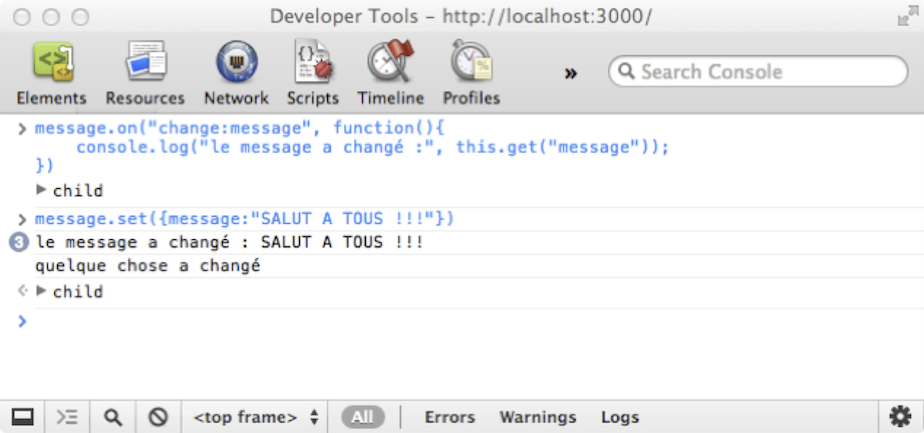 Developer Tools – http://localhost:3000/
Elements Resources Network Scripts Timeline Profiles » Search Console
> message.on("change:message", function(){
console.log("le message a changé :", this.get("message"));
})
▶ child
> message.set({message:"SALUT A TOUS !!!"})
3 le message a changé : SALUT A TOUS !!!
quelque chose a changé
▶ child
>
<top frame> All Errors Warnings Logs